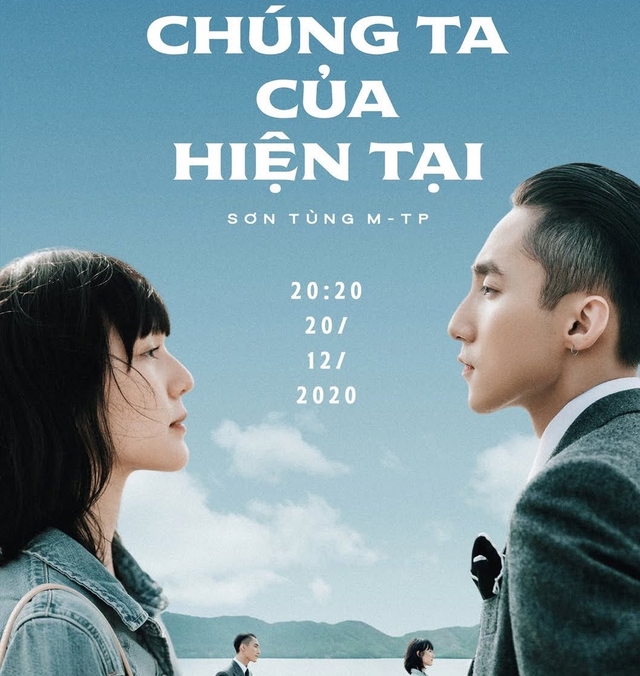 CHÚNG TA
CỦA
HIỆN TẠI
SƠN TÙNG M-TP
20:20
20/
12/
2020